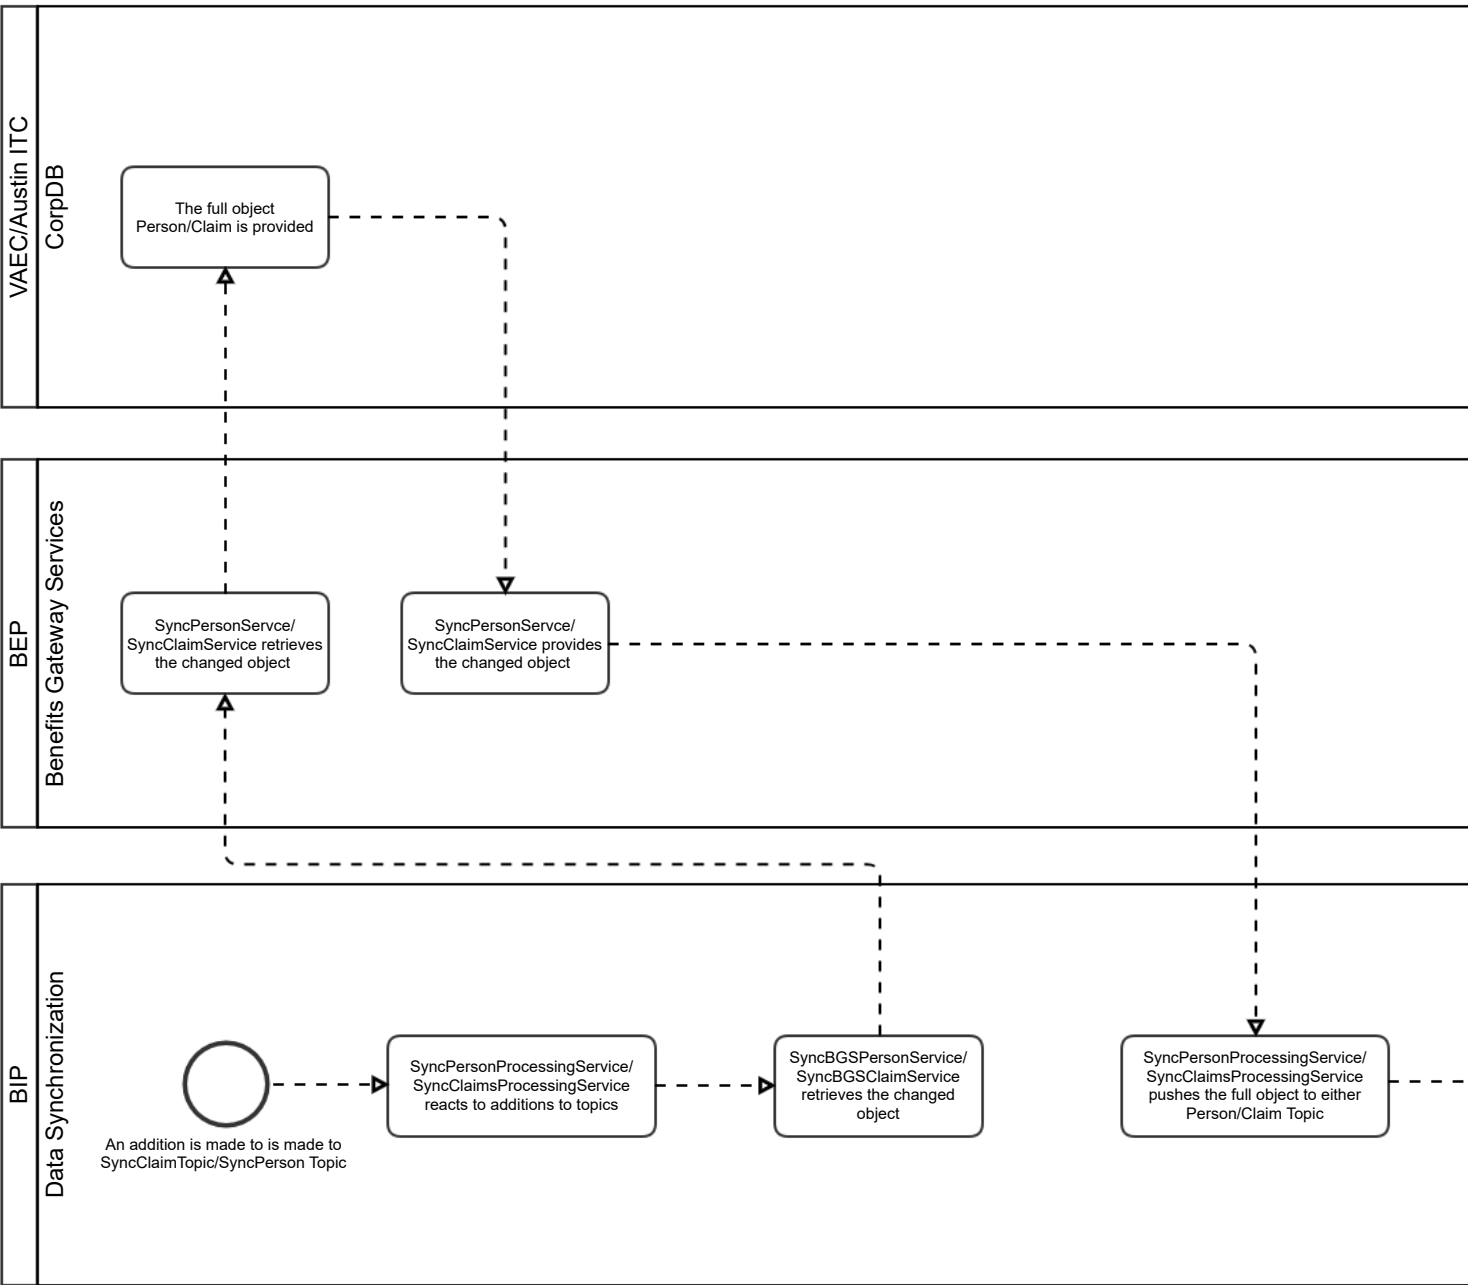 VAEC/Austin ITC
CorpDB
The full object
Person/Claim is provided
BEP
Benefits Gateway Services
SyncPersonServce/
SyncClaimService retrieves
the changed object
SyncPersonServce/
SyncClaimService provides
the changed object
BIP
Data Synchronization
An addition is made to is made to
SyncClaimTopic/SyncPerson Topic
SyncPersonProcessingService/
SyncClaimsProcessingService
reacts to additions to topics
SyncBGSPersonService/
SyncBGSClaimService
retrieves the changed
object
SyncPersonProcessingService/
SyncClaimsProcessingService
pushes the full object to either
Person/Claim Topic